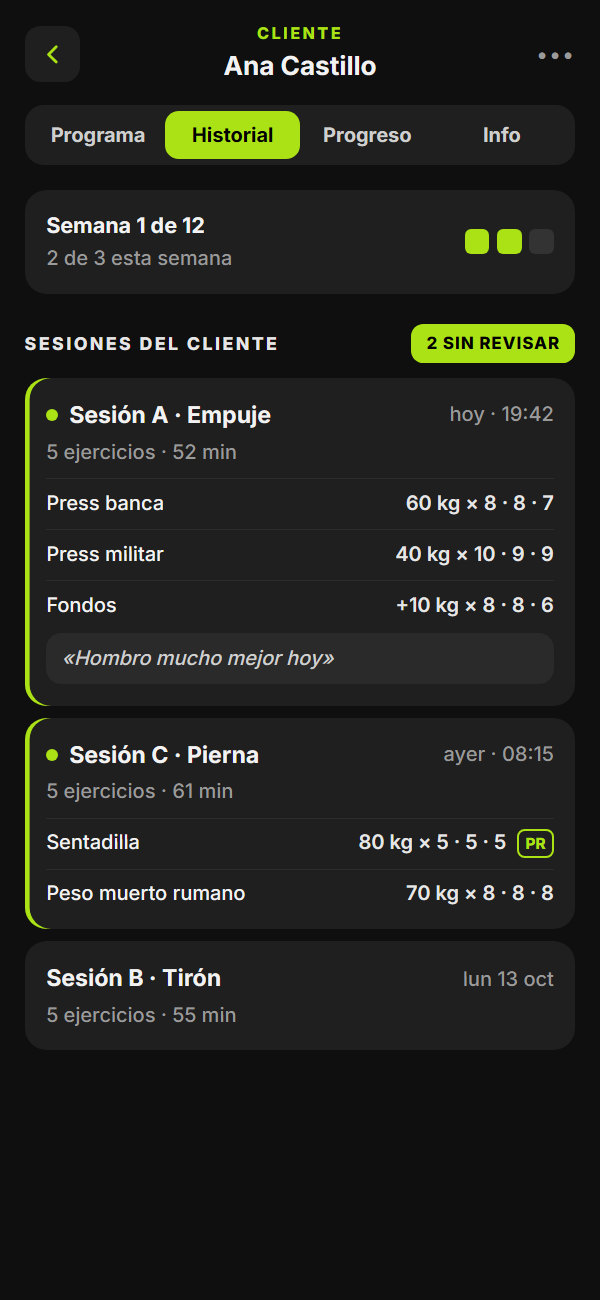 CLIENTE
Ana Castillo
Programa Historial Progreso Info
Semana 1 de 12
2 de 3 esta semana
SESIONES DEL CLIENTE 2 SIN REVISAR
Sesión A · Empuje hoy · 19:42
5 ejercicios · 52 min
Press banca 60 kg × 8 · 8 · 7
Press militar 40 kg × 10 · 9 · 9
Fondos +10 kg × 8 · 8 · 6
«Hombro mucho mejor hoy»
Sesión C · Pierna ayer · 08:15
5 ejercicios · 61 min
Sentadilla 80 kg × 5 · 5 · 5 PR
Peso muerto rumano 70 kg × 8 · 8 · 8
Sesión B · Tirón lun 13 oct
5 ejercicios · 55 min